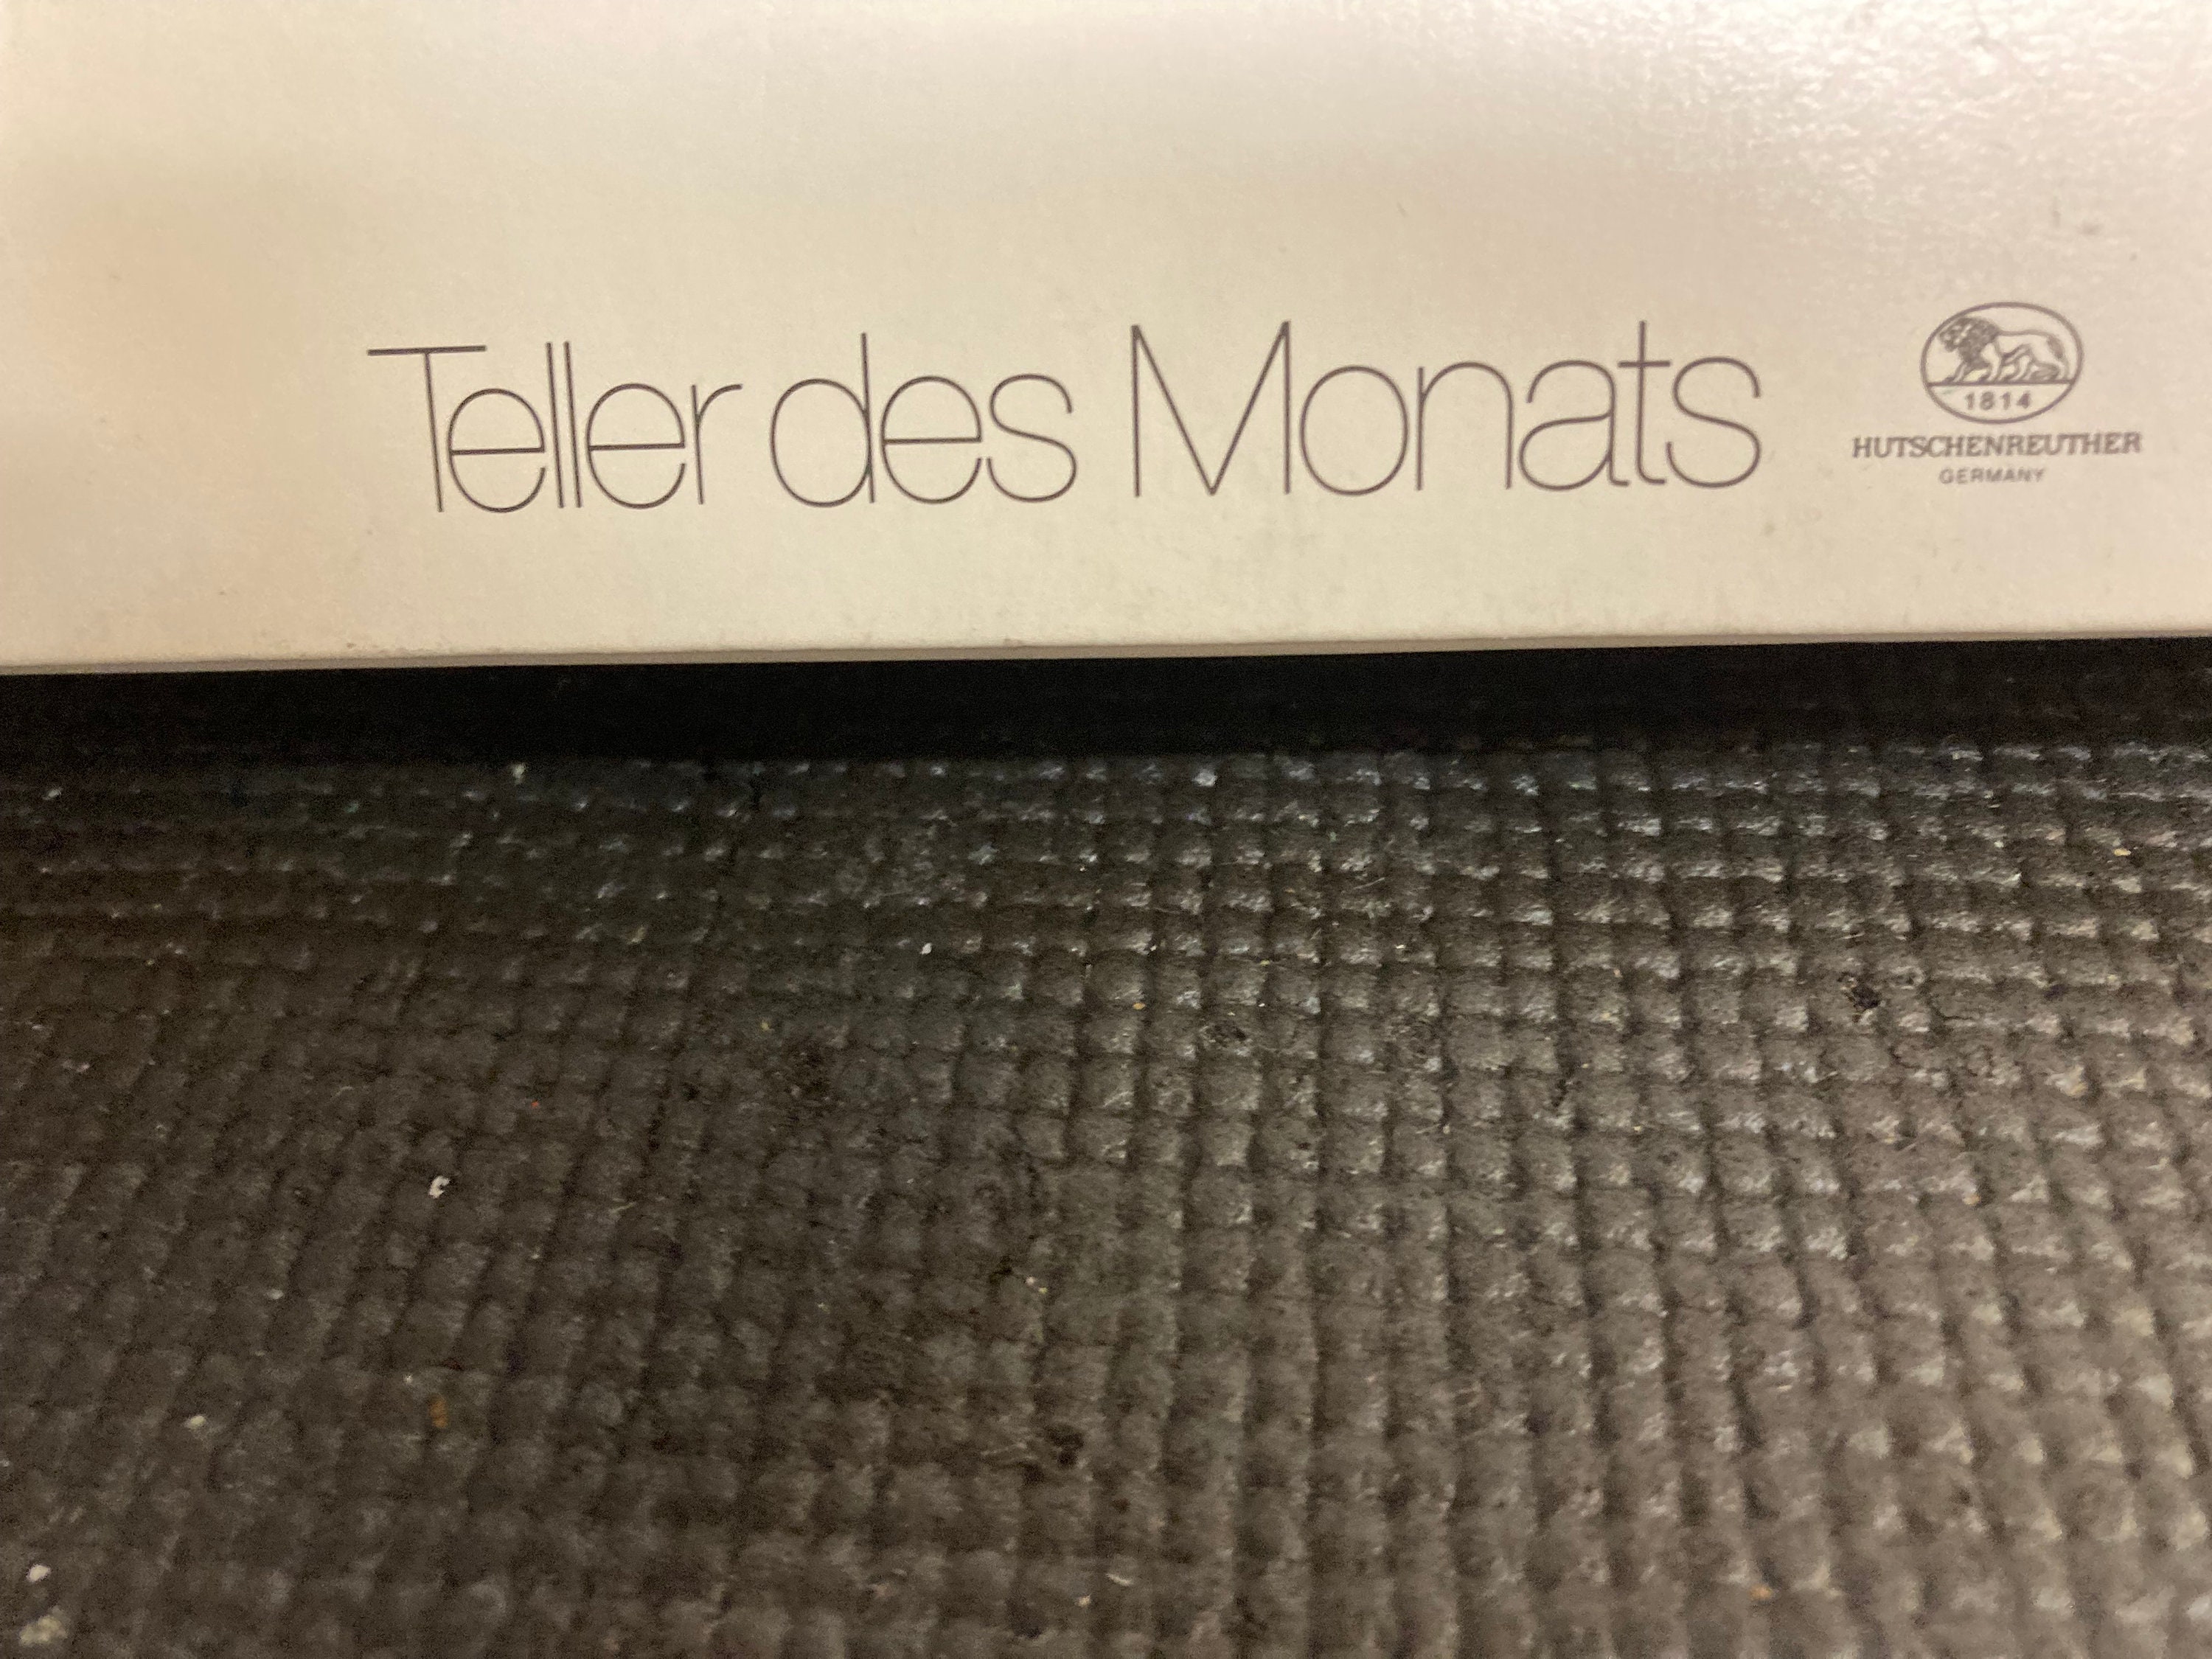 Teller des Monats
1814
HUTSCHENREUTHER
GERMANY